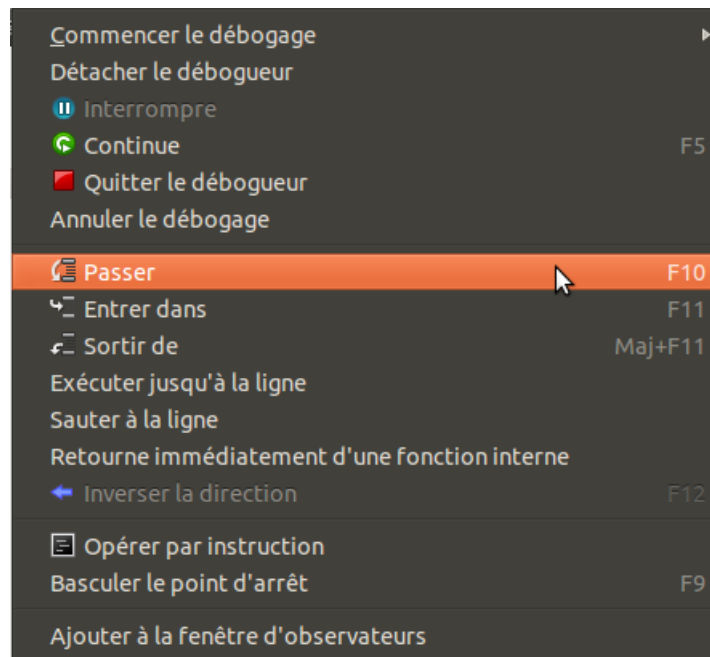 Commencer le débogage
Détacher le débogueur
Interrompre
Continue F5
Quitter le débogueur
Annuler le débogage
Passer F10
Entrer dans F11
Sortir de Maj+F11
Exécuter jusqu'à la ligne
Sauter à la ligne
Retourne immédiatement d'une fonction interne
Inverser la direction F12
Opérer par instruction
Basculer le point d'arrêt F9
Ajouter à la fenêtre d'observateurs